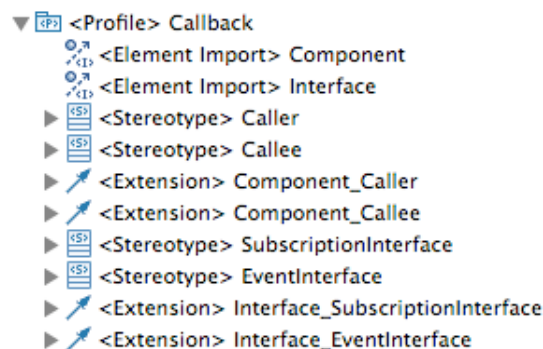 <Profile> Callback
<Element Import> Component
<Element Import> Interface
<Stereotype> Caller
<Stereotype> Callee
<Extension> Component_Caller
<Extension> Component_Callee
<Stereotype> SubscriptionInterface
<Stereotype> EventInterface
<Extension> Interface_SubscriptionInterface
<Extension> Interface_EventInterface